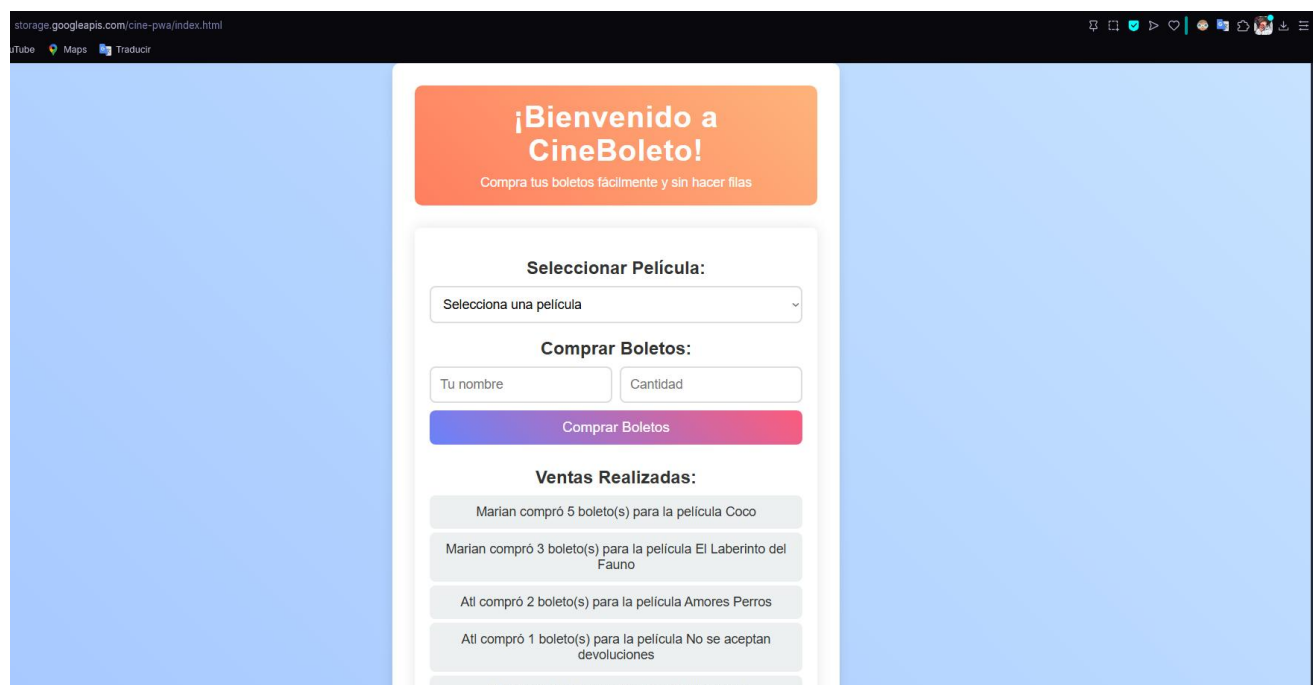 storage.googleapis.com/cine-pwa/index.html
Maps
Traducir
¡Bienvenido a
CineBoleto!
Compra tus boletos fácilmente y sin hacer filas
Seleccionar Película:
Selecciona una película
Comprar Boletos:
Tu nombre
Cantidad
Comprar Boletos
Ventas Realizadas:
Marian compró 5 boleto(s) para la película Coco
Marian compró 3 boleto(s) para la película El Laberinto del
Fauno
Atl compró 2 boleto(s) para la película Amores Perros
Atl compró 1 boleto(s) para la película No se aceptan
devoluciones